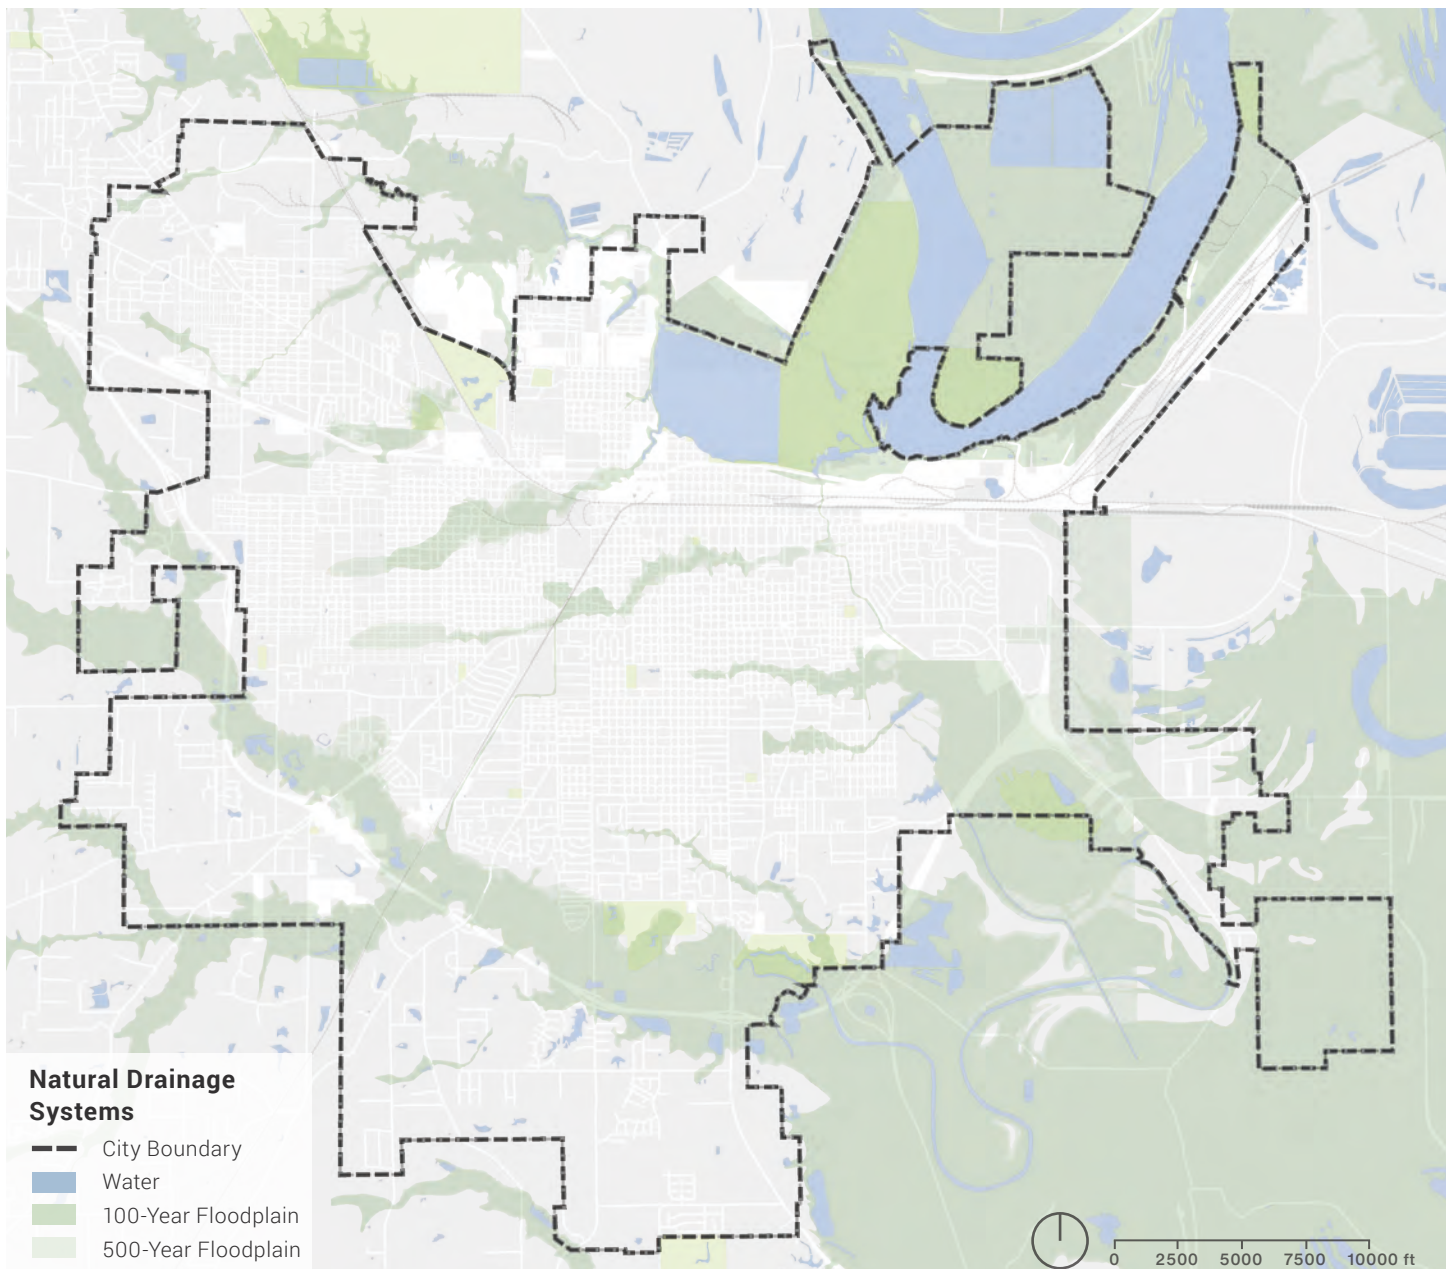 Natural Drainage
Systems
City Boundary
Water
100-Year Floodplain
500-Year Floodplain
0 2500 5000 7500 10000 ft